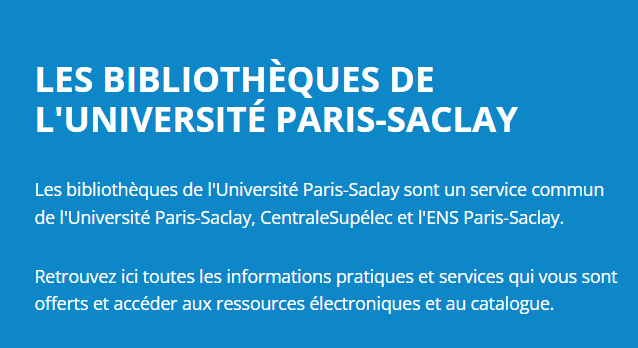 LES BIBLIOTHÈQUES DE
L'UNIVERSITÉ PARIS-SACLAY
Les bibliothèques de l'Université Paris-Saclay sont un service commun
de l'Université Paris-Saclay, CentraleSupélec et l'ENS Paris-Saclay.
Retrouvez ici toutes les informations pratiques et services qui vous sont
offerts et accéder aux ressources électroniques et au catalogue.